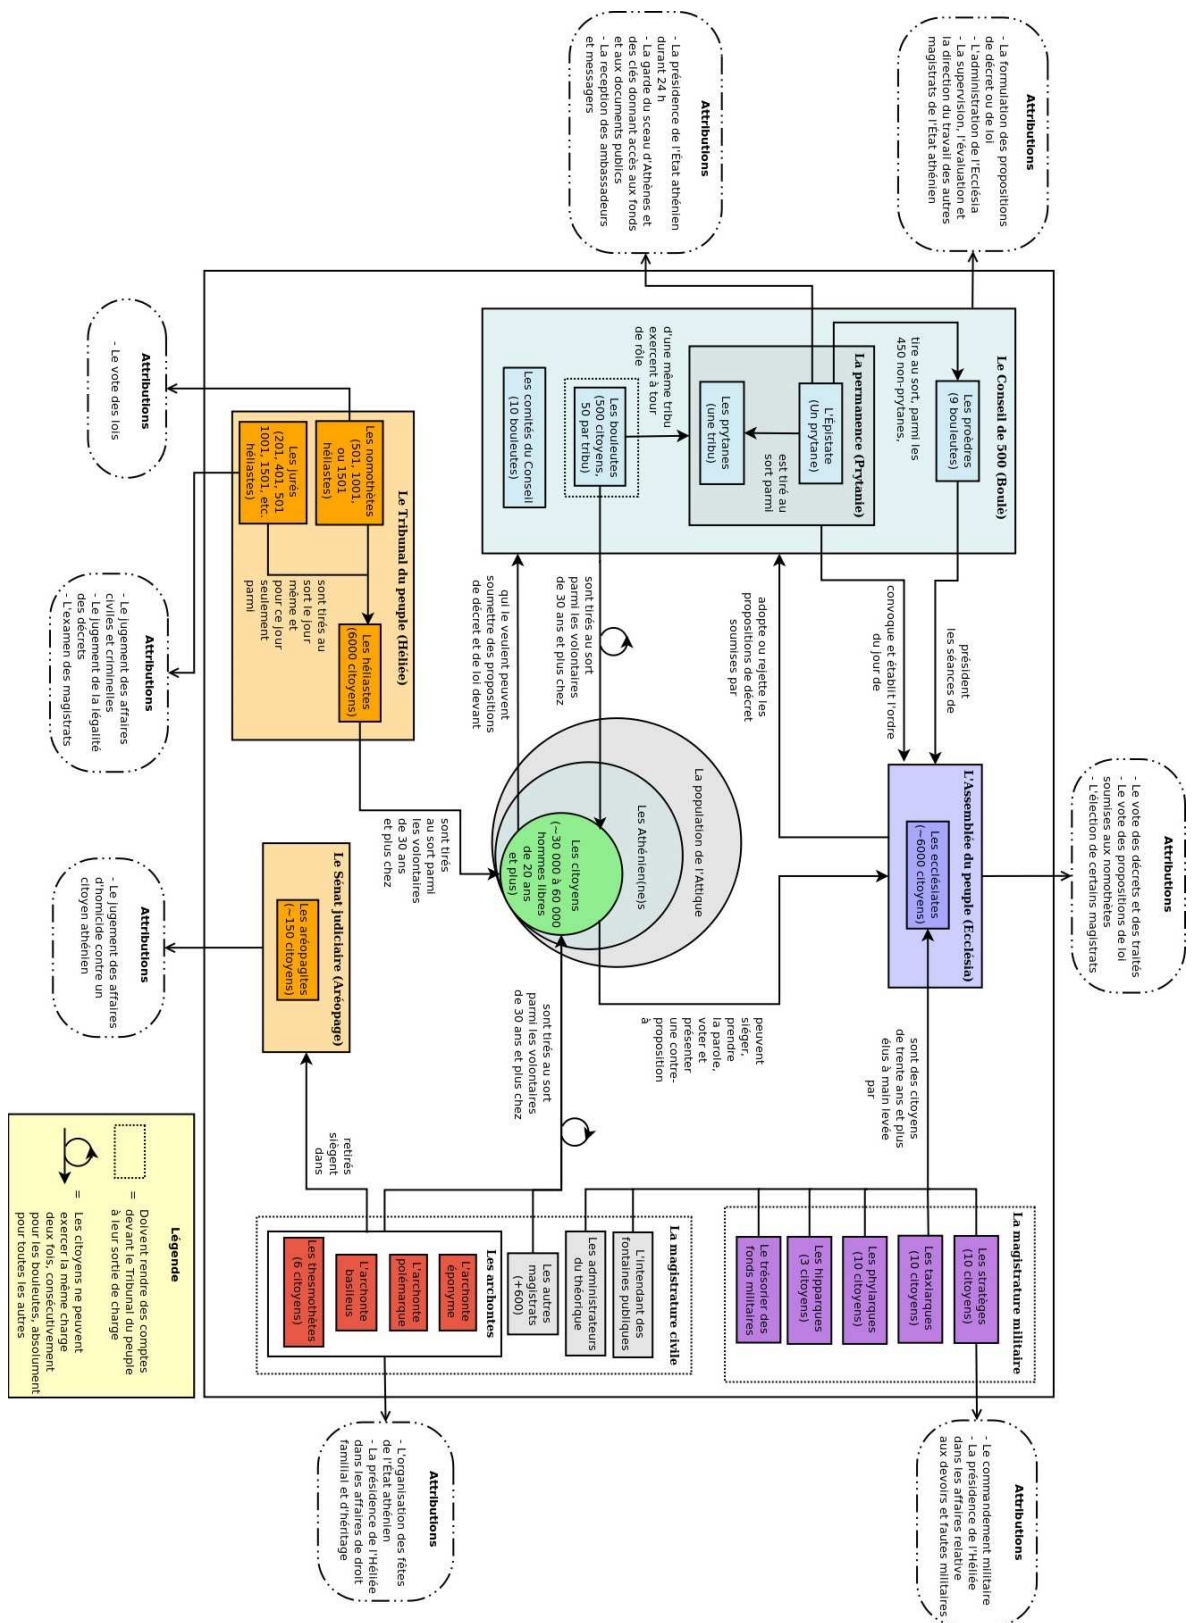 Attributions
- La formulation des propositions
de décret ou de loi
- L'administration de l'Ecclésia
- La supervision, l'évaluation et
la direction du travail des autres
magistrats de l'État athénien
Attributions
- La présidence de l'État athénien
durant 24 h
- La garde du sceau d'Athènes et
des clés donnant accès aux fonds
et aux documents publics
- La reception des ambassadeurs
et messagers
Attributions
- Le vote des décrets et des traités
- Le vote des propositions de loi
soumises aux nomothètes
- L'élection de certains magistrats
Attributions
- Le commandement militaire
- La présidence de l'Héliée
dans les affaires relative
aux devoirs et fautes militaires
Le Conseil de 500 (Boulè)
Les proèdres
(9 bouleutes)
tire au sort, parmi les
450 non-prytanes,
La permanence (Prytanie)
L'Épistate
(Un prytane)
est tiré au
sort parmi
Les prytanes
(une tribu)
d'une même tribu
exercent à tour
de rôle
Les bouleutes
(500 citoyens,
50 par tribu)
Les comités du Conseil
(10 bouleutes)
président
les séances de
convoque et établit l'ordre
du jour de
adopte ou rejette les
propositions de décret
soumises par
sont tirés au sort
parmi les volontaires
de 30 ans et plus chez
qui le veulent peuvent
soumettre des propositions
de décret et de loi devant
L'Assemblée du peuple (Ecclésia)
Les ecclésiates
(~6000 citoyens)
La population de l'Attique
Les Athénien(ne)s
Les citoyens
(~30 000 à 60 000
hommes libres
de 20 ans
et plus)
peuvent
siéger,
prendre
la parole,
voter et
présenter
une contre-
proposition
à
sont des citoyens
de trente ans et plus
élus à main levée
par
sont tirés au sort
parmi les volontaires
de 30 ans et plus chez
La magistrature militaire
Les stratèges
(10 citoyens)
Les taxiarques
(10 citoyens)
Les phylarques
(10 citoyens)
Les hipparques
(3 citoyens)
Le trésorier des
fonds militaires
La magistrature civile
L'intendant des
fontaines publiques
Les administrateurs
du théorique
Les autres
magistrats
(+600)
Les archontes
L'archonte
éponyme
L'archonte
polémarque
L'archonte
basileus
Les thesmothètes
(6 citoyens)
Attributions
- L'organisation des fêtes
de l'État athénien
- La présidence de l'Héliée
dans les affaires de droit
familial et d'héritage
Le Tribunal du peuple (Héliée)
Les nomothètes
(501, 1001,
ou 1501
héliastes)
Les jurés
(201, 401, 501
1001, 1501, etc.
héliastes)
sont tirés au
sort le jour
même et
pour ce jour
seulement
parmi
Les héliastes
(6000 citoyens)
sont tirés
au sort parmi
les volontaires
de 30 ans
et plus chez
Le Sénat judiciaire (Aréopage)
Les aréopagites
(~150 citoyens)
retirés
siègent
dans
Attributions
- Le vote des lois
Attributions
- Le jugement des affaires
civiles et criminelles
- Le jugement de la légalité
des décrets
- L'examen des magistrats
Attributions
- Le jugement des affaires
d'homicide contre un
citoyen athénien
Légende
= Doivent rendre des comptes
devant le Tribunal du peuple
à leur sortie de charge
= Les citoyens ne peuvent
exercer la même charge
deux fois, consécutivement
pour les bouleutes, absolument
pour toutes les autres